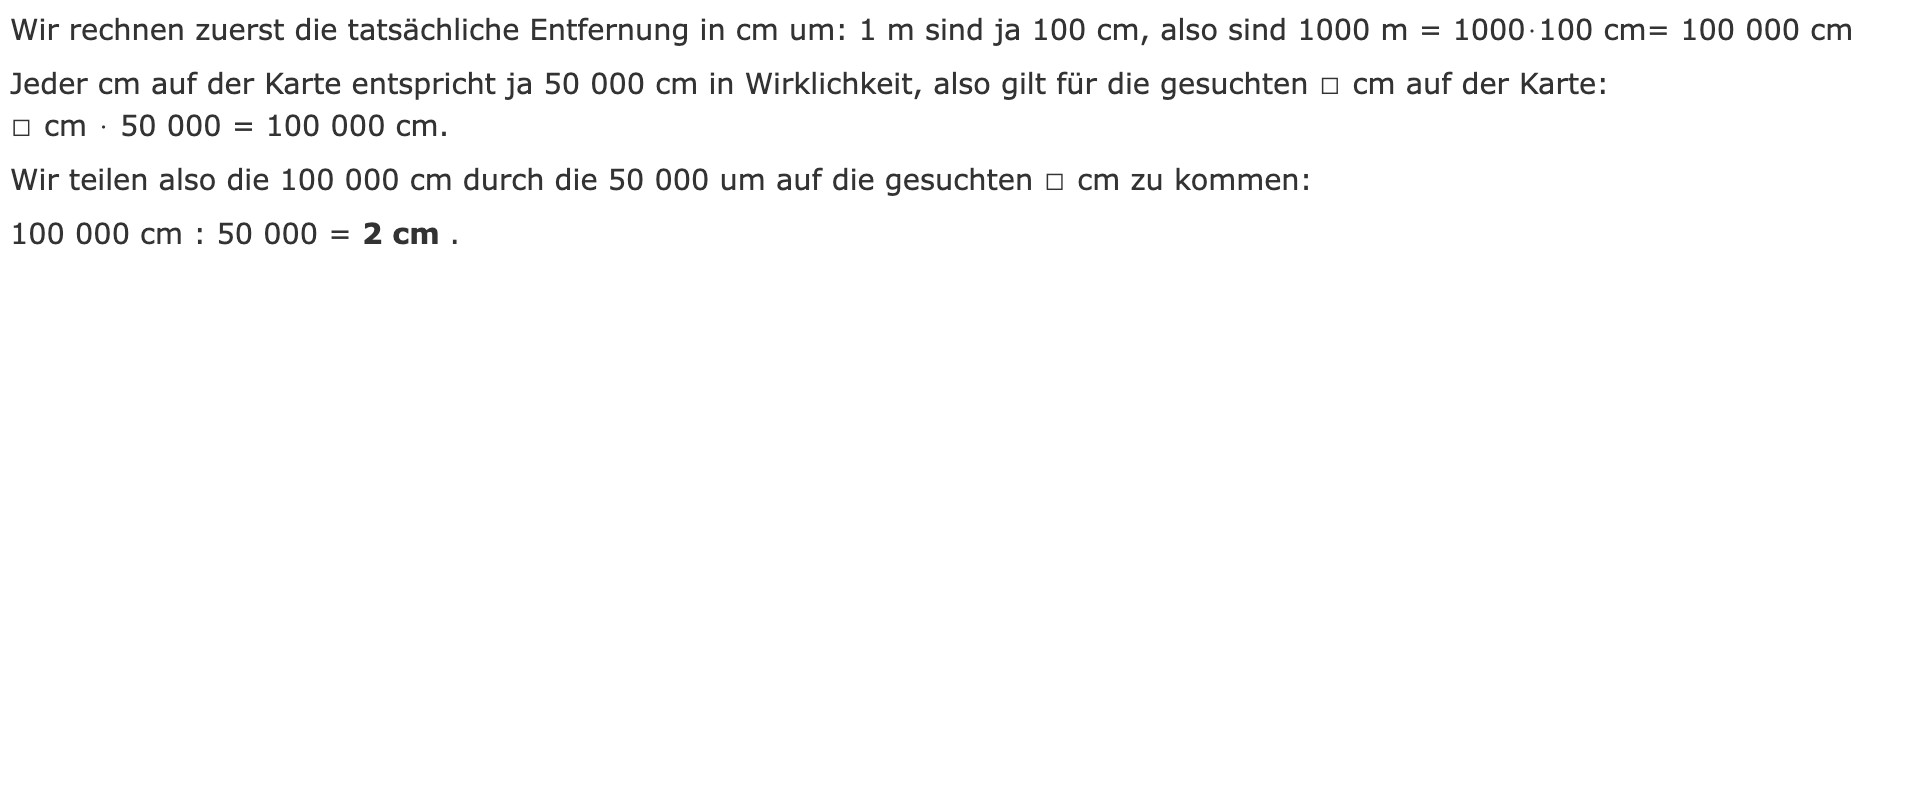 Wir rechnen zuerst die tatsächliche Entfernung in cm um: 1 m sind ja 100 cm, also sind 1000 m = 1000·100 cm= 100 000 cm
Jeder cm auf der Karte entspricht ja 50 000 cm in Wirklichkeit, also gilt für die gesuchten □ cm auf der Karte:
□ cm · 50 000 = 100 000 cm.
Wir teilen also die 100 000 cm durch die 50 000 um auf die gesuchten □ cm zu kommen:
100 000 cm : 50 000 = 2 cm .